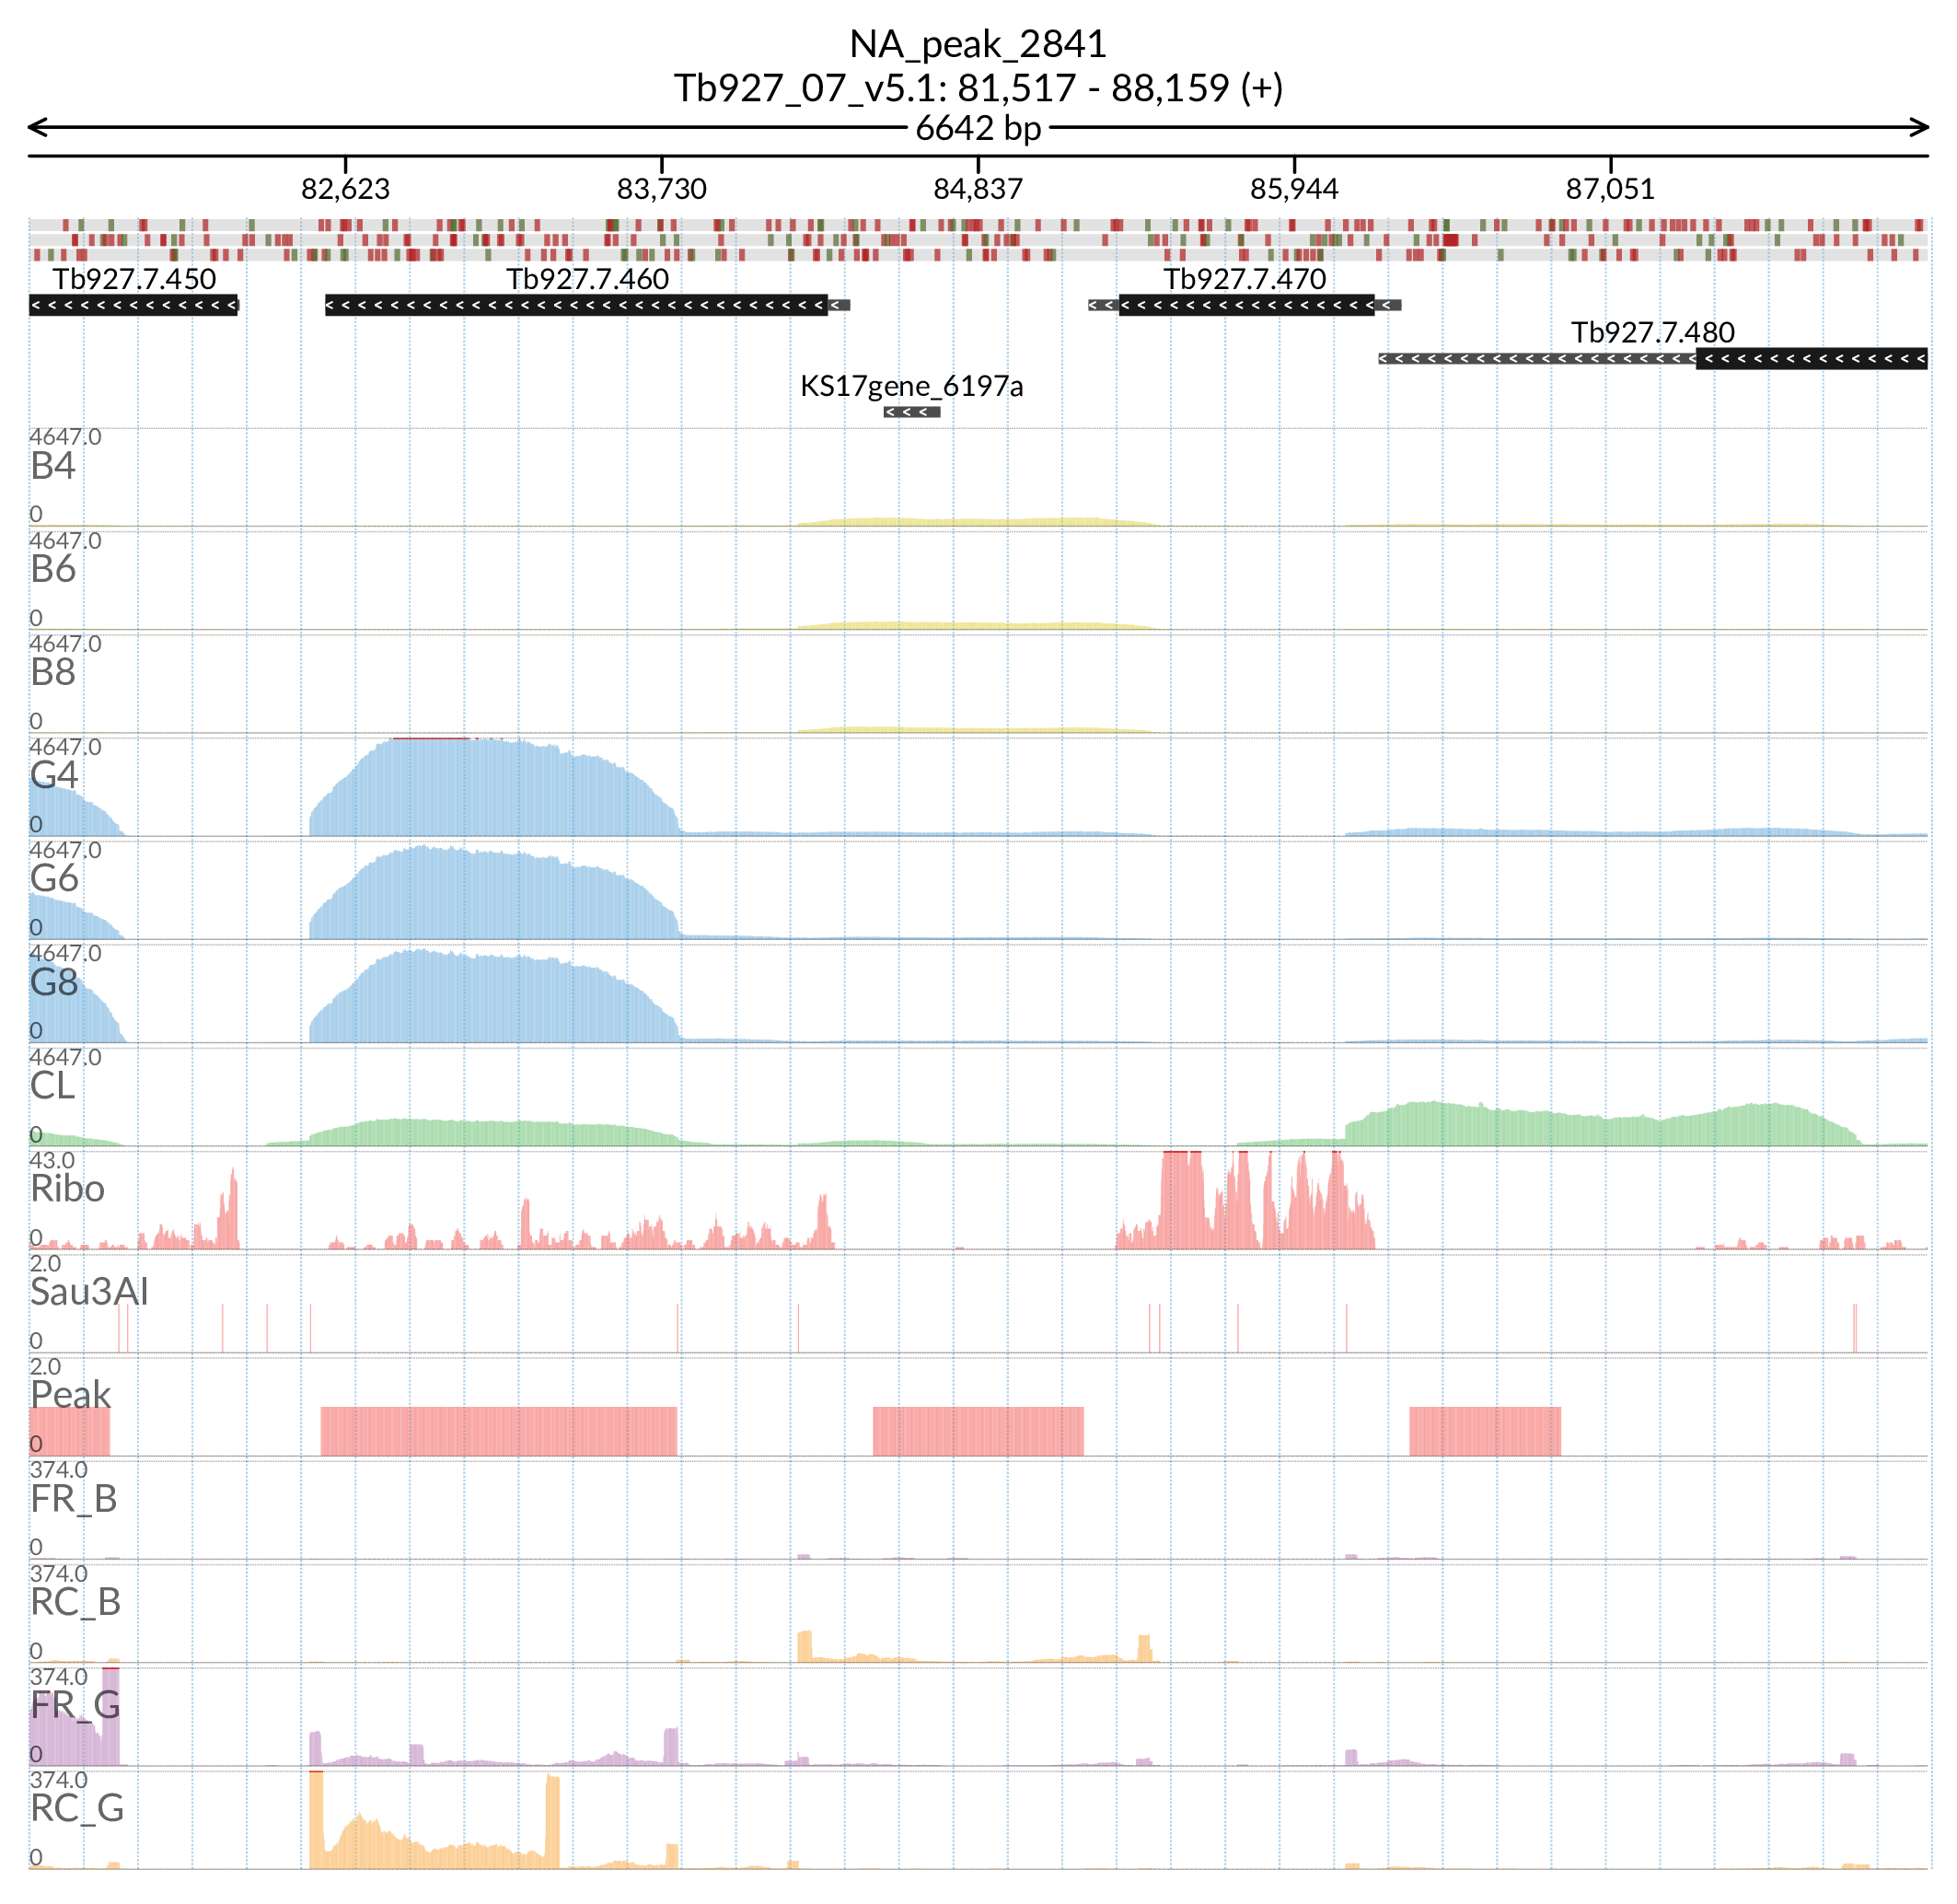 NA_peak_2841
Tb927_07_v5.1: 81,517 - 88,159 (+)
6642 bp
82,623 83,730 84,837 85,944 87,051
Tb927.7.450 Tb927.7.460 Tb927.7.470
Tb927.7.480
KS17gene_6197a
4647.0
B4
0
4647.0
B6
0
4647.0
B8
0
4647.0
G4
0
4647.0
G6
0
4647.0
G8
0
4647.0
CL
0
43.0
Ribo
0
2.0
Sau3AI
0
2.0
Peak
0
374.0
FR_B
0
374.0
RC_B
0
374.0
FR_G
0
374.0
RC_G
0